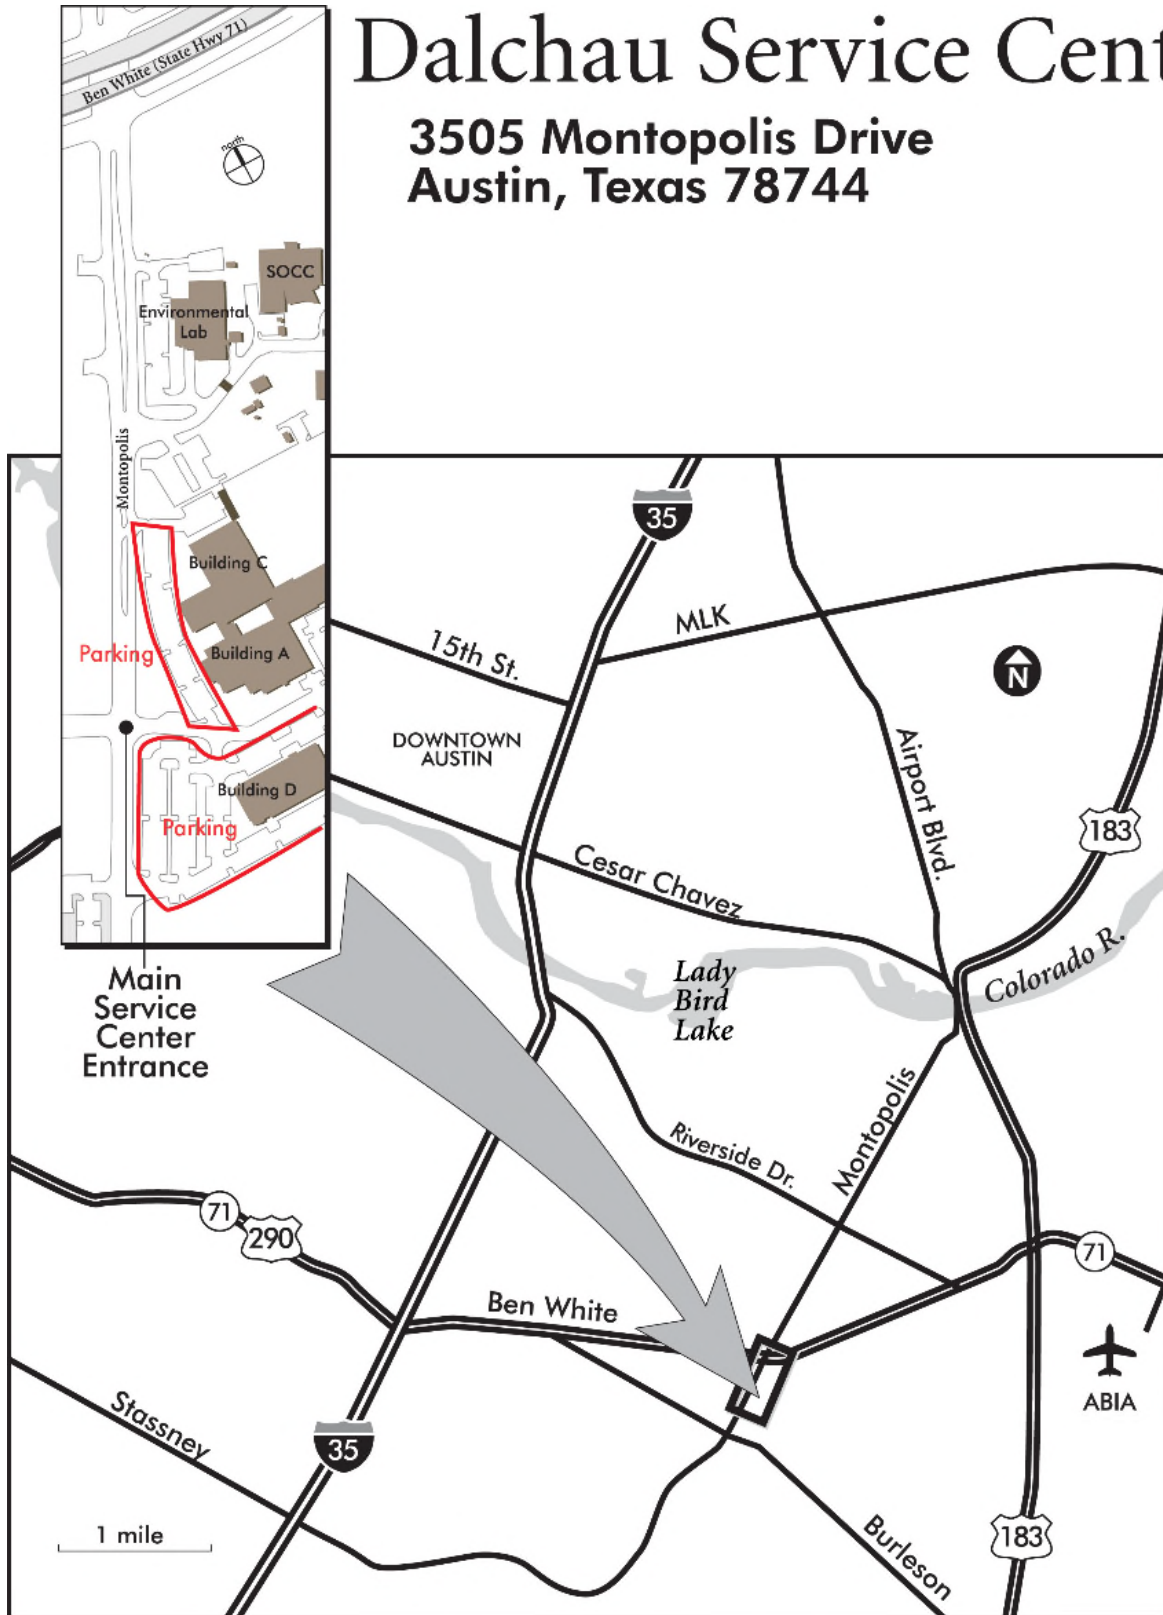 Dalchau Service Cent
3505 Montopolis Drive
Austin, Texas 78744
Ben White (State Hwy 71)
north
SOCC
Environmental
Lab
Montopolis
Building C
Parking
Building A
Building D
Parking
Main
Service
Center
Entrance
35
MLK
15th St.
N
DOWNTOWN
AUSTIN
Airport Blvd.
183
Cesar Chavez
Colorado R.
Lady
Bird
Lake
Montopolis
Riverside Dr.
71
290
71
Ben White
ABIA
Stassney
35
1 mile
183
Burleson